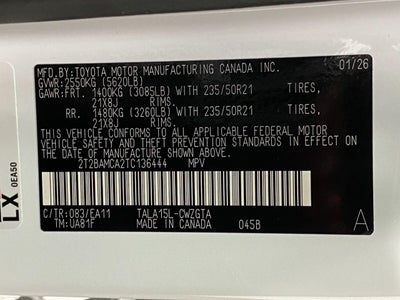 MFD.BY:TOYOTA MOTOR MANUFACTURING CANADA INC. 01/26
GVWR: 2550KG (5620LB)
GAWR:FRT. 1400KG (3085LB) WITH 235/50R21 TIRES,
21X8J RIMS.
RR. 1480KG (3260LB) WITH 235/50R21 TIRES,
21X8J RIMS.
THIS VEHICLE CONFORMS TO ALL APPLICABLE FEDERAL MOTOR
VEHICLE SAFETY AND THEFT PREVENTION STANDARDS IN EFFECT
ON THE DATE OF MANUFACTURE SHOWN ABOVE.
2T2BAMCA2TC136444 MPV
C/TR: 083/EA11 TALA15L-CWZGTA A
TM: UA81F MADE IN CANADA 045B
LX 0EA50